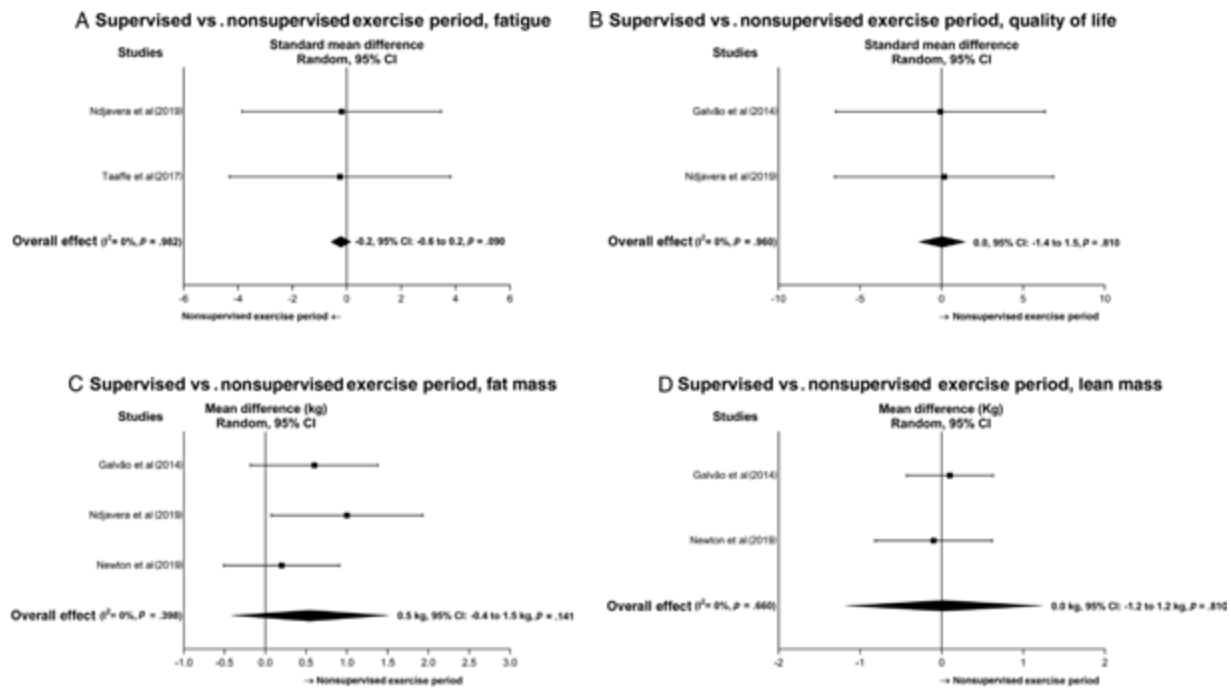 A Supervised vs. nonsupervised exercise period, fatigue
Studies
Standard mean difference
Random, 95% CI
Ndjavera et al (2019)
Taaffe et al (2017)
Overall effect (I²= 0%, P = .982)
-0.2, 95% CI: -0.6 to 0.2, P = .090
-6 -4 -2 0 2 4 6
Nonsupervised exercise period ←
B Supervised vs. nonsupervised exercise period, quality of life
Studies
Standard mean difference
Random, 95% CI
Galvão et al (2014)
Ndjavera et al (2019)
Overall effect (I²= 0%, P = .960)
0.0, 95% CI: -1.4 to 1.5, P = .810
-10 -5 0 5 10
→ Nonsupervised exercise period
C Supervised vs. nonsupervised exercise period, fat mass
Studies
Mean difference (kg)
Random, 95% CI
Galvão et al (2014)
Ndjavera et al (2019)
Newton et al (2019)
Overall effect (I²= 0%, P = .398)
0.5 kg, 95% CI: -0.4 to 1.5 kg, P = .141
-1.0 -0.5 0.0 0.5 1.0 1.5 2.0 2.5 3.0
→ Nonsupervised exercise period
D Supervised vs. nonsupervised exercise period, lean mass
Studies
Mean difference (Kg)
Random, 95% CI
Galvão et al (2014)
Newton et al (2019)
Overall effect (I²= 0%, P = .660)
0.0 kg, 95% CI: -1.2 to 1.2 kg, P = .810
-2 -1 0 1 2
→ Nonsupervised exercise period